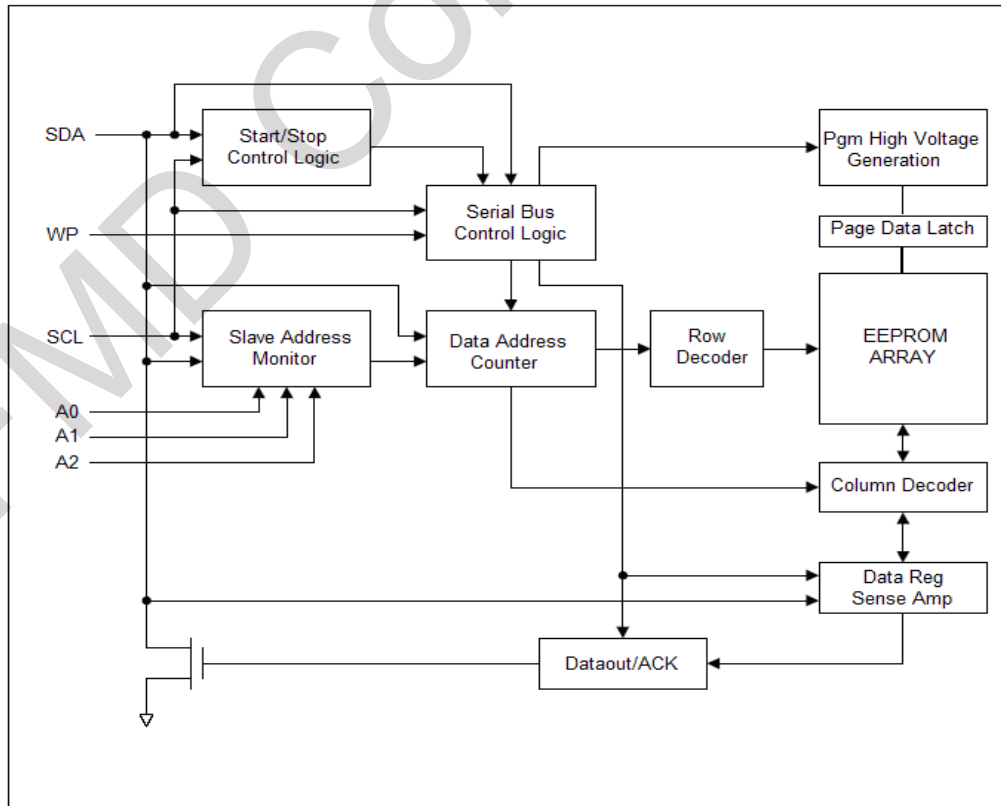 SDA
Start/Stop
Control Logic
Pgm High Voltage
Generation
Serial Bus
Control Logic
WP
Page Data Latch
SCL
Slave Address
Monitor
Data Address
Counter
Row
Decoder
EEPROM
ARRAY
A0
A1
A2
Column Decoder
Data Reg
Sense Amp
Dataout/ACK